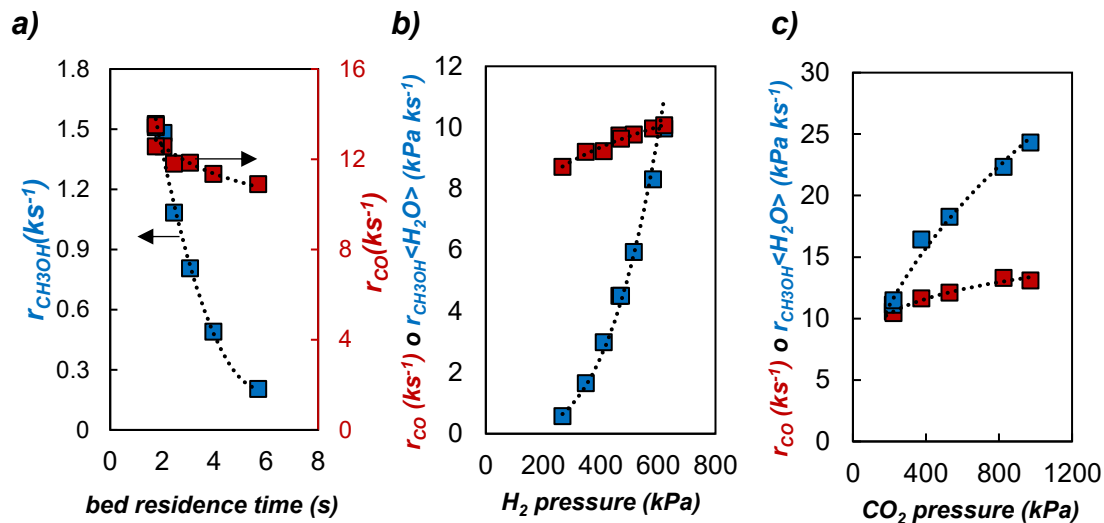 a)
1.8
1.5
1.2
0.9
0.6
0.3
0
r_CH3OH(ks⁻¹)
16
12
8
4
0
r_CO(ks⁻¹)
0 2 4 6 8
bed residence time (s)
b)
12
10
8
6
4
2
0
r_CO (ks⁻¹) o r_CH3OH<H₂O> (kPa ks⁻¹)
0 200 400 600 800
H₂ pressure (kPa)
c)
30
25
20
15
10
5
0
r_CO (ks⁻¹) o r_CH3OH<H₂O> (kPa ks⁻¹)
0 400 800 1200
CO₂ pressure (kPa)